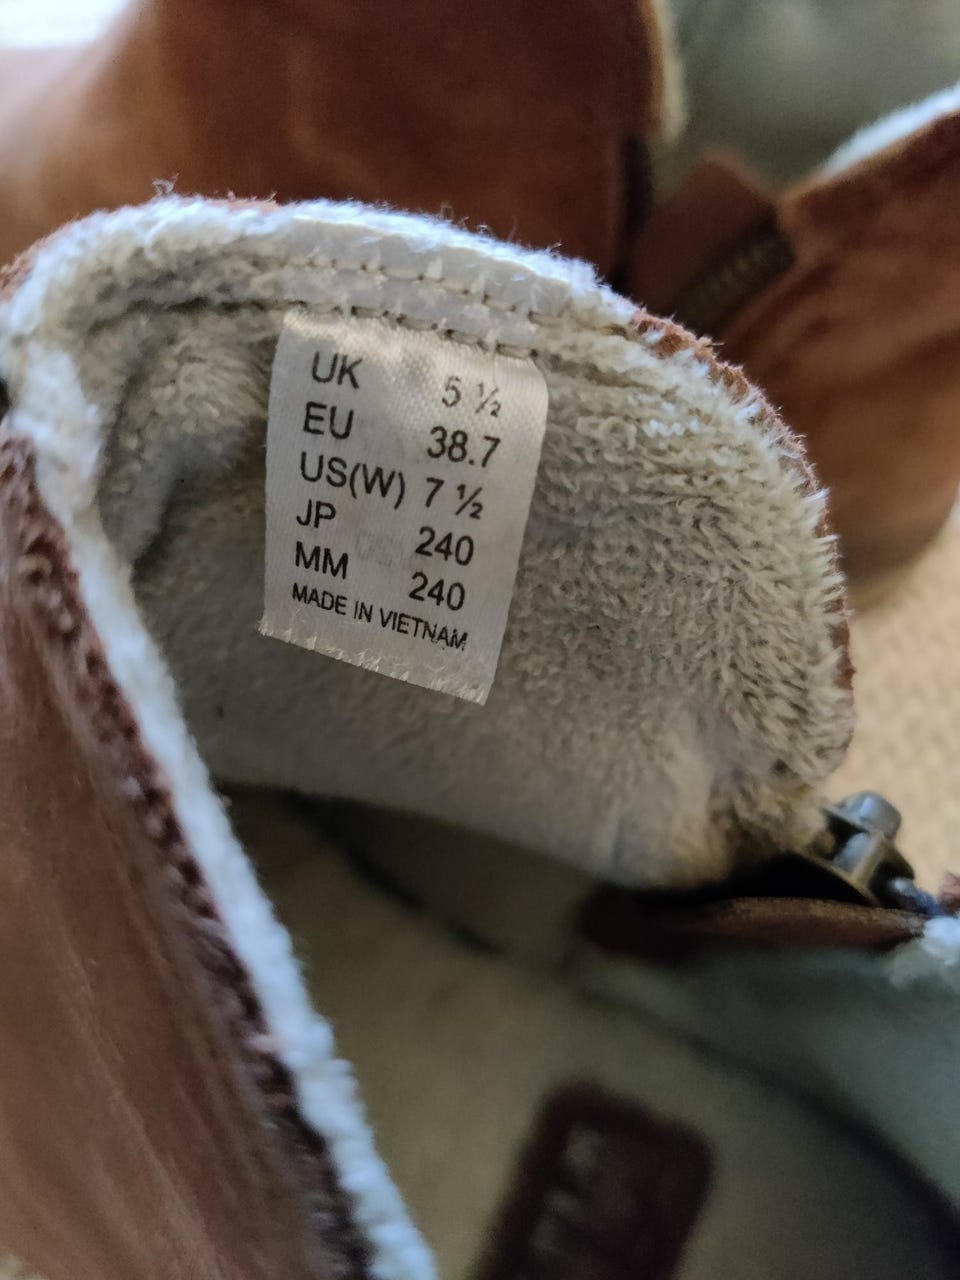 UK 5 ½
EU 38.7
US(W) 7 ½
JP 240
MM 240
MADE IN VIETNAM